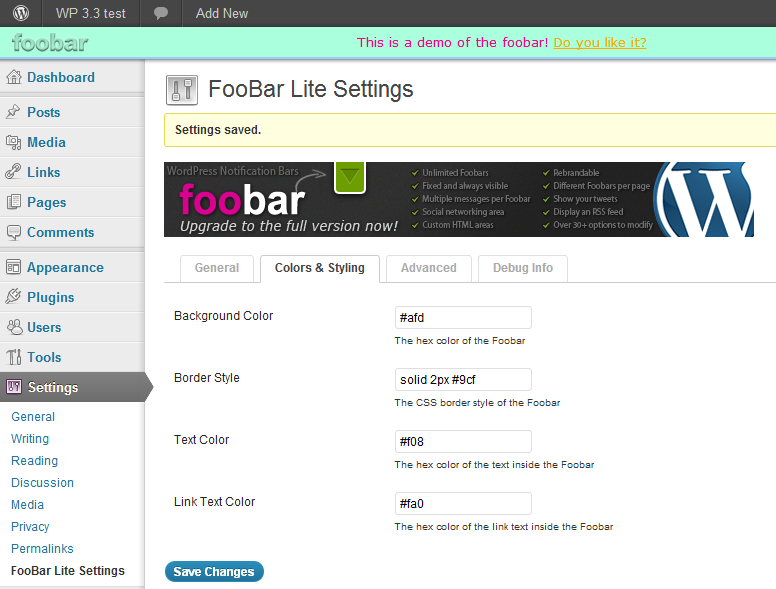 WP 3.3 test Add New
foobar This is a demo of the foobar! Do you like it?
Dashboard
Posts
Media
Links
Pages
Comments
Appearance
Plugins
Users
Tools
Settings
General
Writing
Reading
Discussion
Media
Privacy
Permalinks
FooBar Lite Settings
FooBar Lite Settings
Settings saved.
WordPress Notification Bars
foobar
Upgrade to the full version now!
Unlimited Foobars
Fixed and always visible
Multiple messages per Foobar
Social networking area
Custom HTML areas
Rebrandable
Different Foobars per page
Show your tweets
Display an RSS feed
Over 30+ options to modify
General Colors & Styling Advanced Debug Info
Background Color #afd
The hex color of the Foobar
Border Style solid 2px #9cf
The CSS border style of the Foobar
Text Color #f08
The hex color of the text inside the Foobar
Link Text Color #fa0
The hex color of the link text inside the Foobar
Save Changes